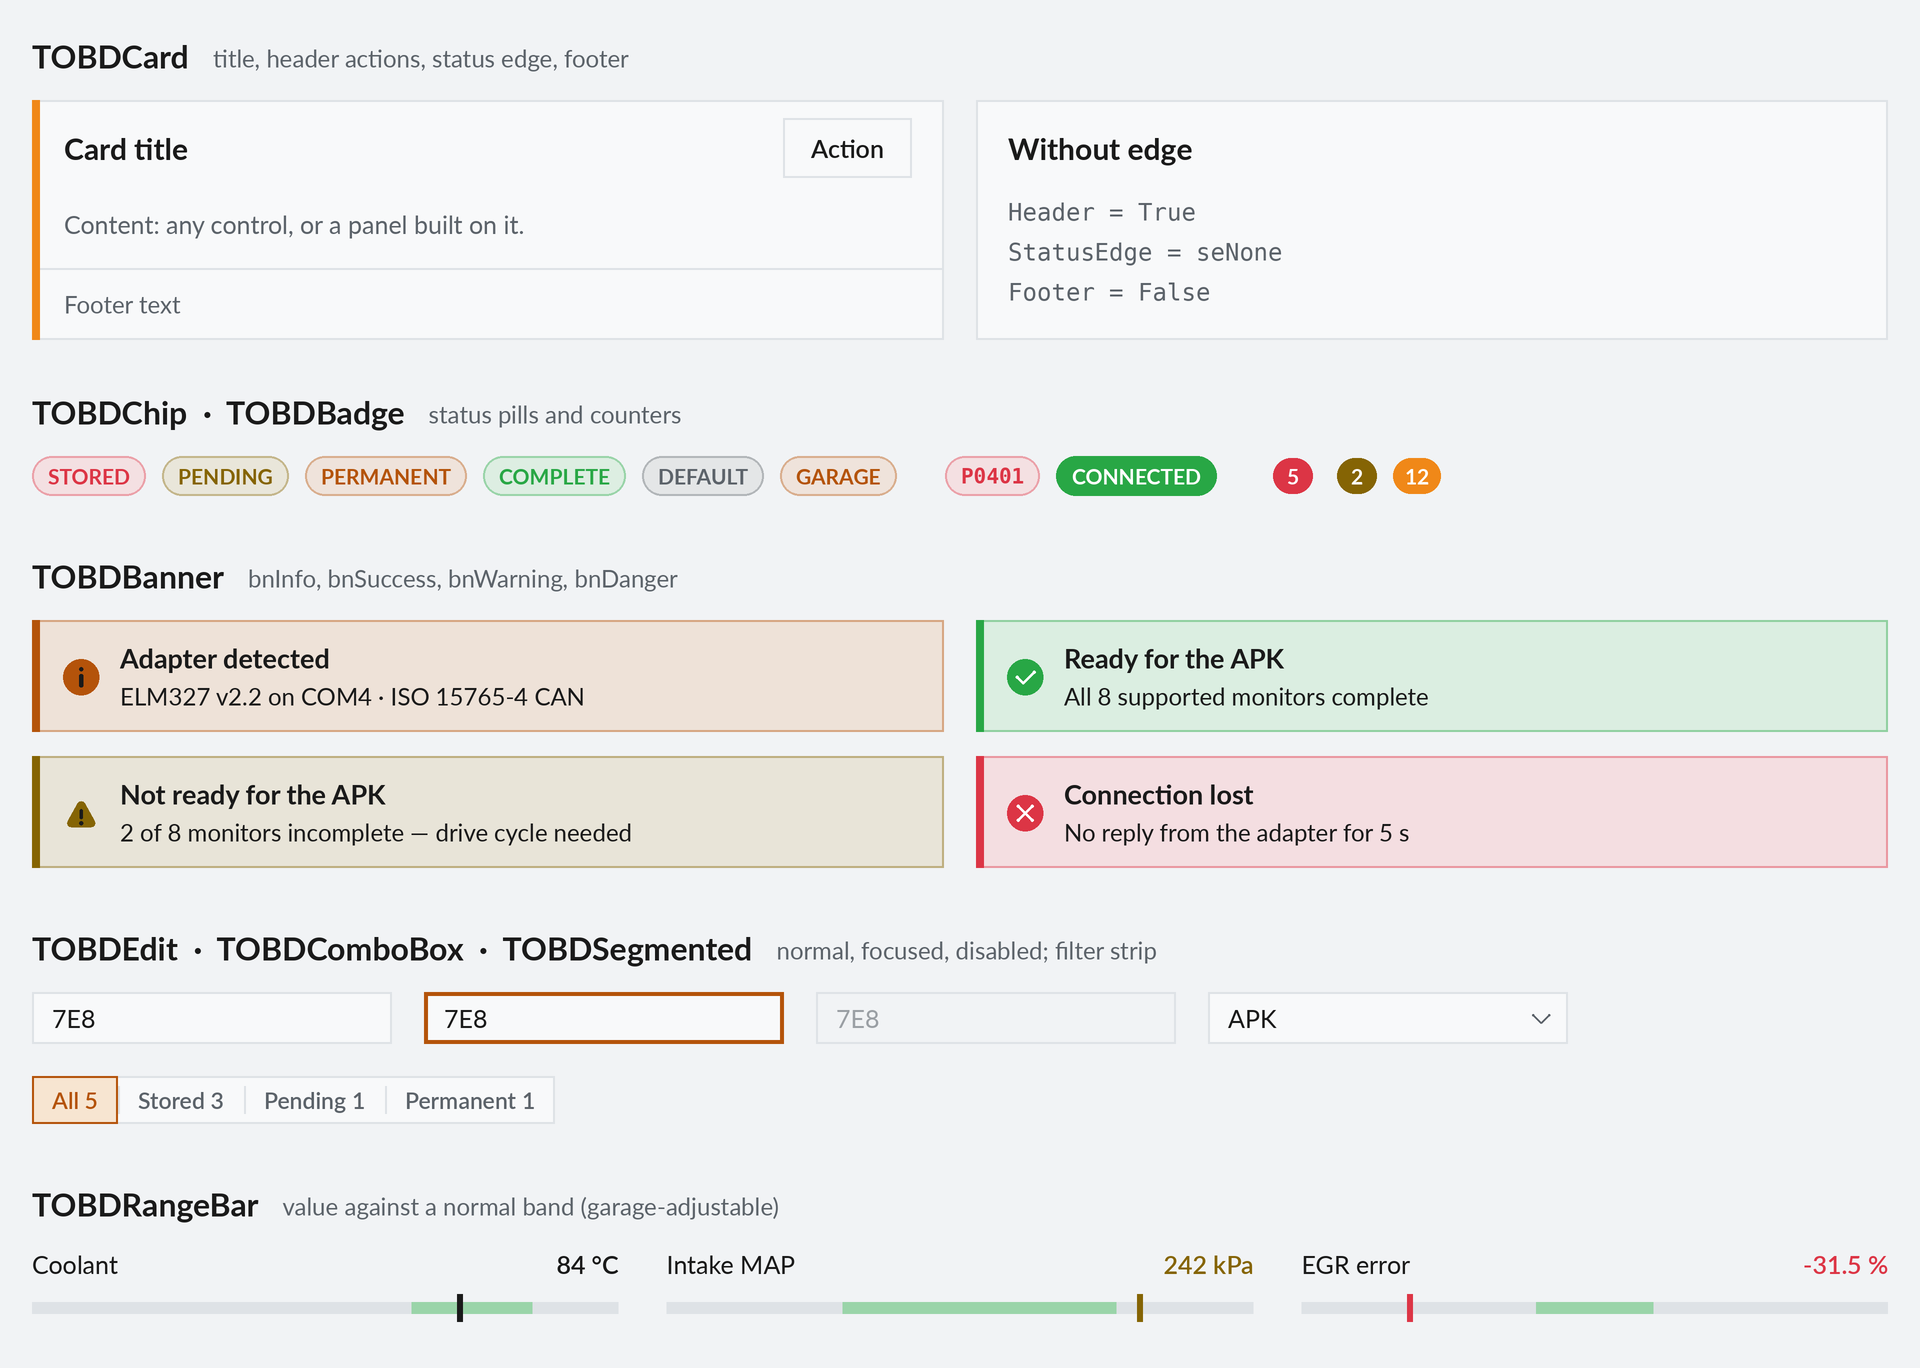 TOBDCard title, header actions, status edge, footer
Card title Action
Content: any control, or a panel built on it.
Footer text
Without edge
Header = True
StatusEdge = seNone
Footer = False
TOBDChip · TOBDBadge status pills and counters
STORED PENDING PERMANENT COMPLETE DEFAULT GARAGE P0401 CONNECTED 5 2 12
TOBDBanner bnInfo, bnSuccess, bnWarning, bnDanger
Adapter detected
ELM327 v2.2 on COM4 · ISO 15765-4 CAN
Ready for the APK
All 8 supported monitors complete
Not ready for the APK
2 of 8 monitors incomplete — drive cycle needed
Connection lost
No reply from the adapter for 5 s
TOBDEdit · TOBDComboBox · TOBDSegmented normal, focused, disabled; filter strip
7E8 7E8 7E8 APK
All 5 Stored 3 Pending 1 Permanent 1
TOBDRangeBar value against a normal band (garage-adjustable)
Coolant 84 °C Intake MAP 242 kPa EGR error -31.5 %